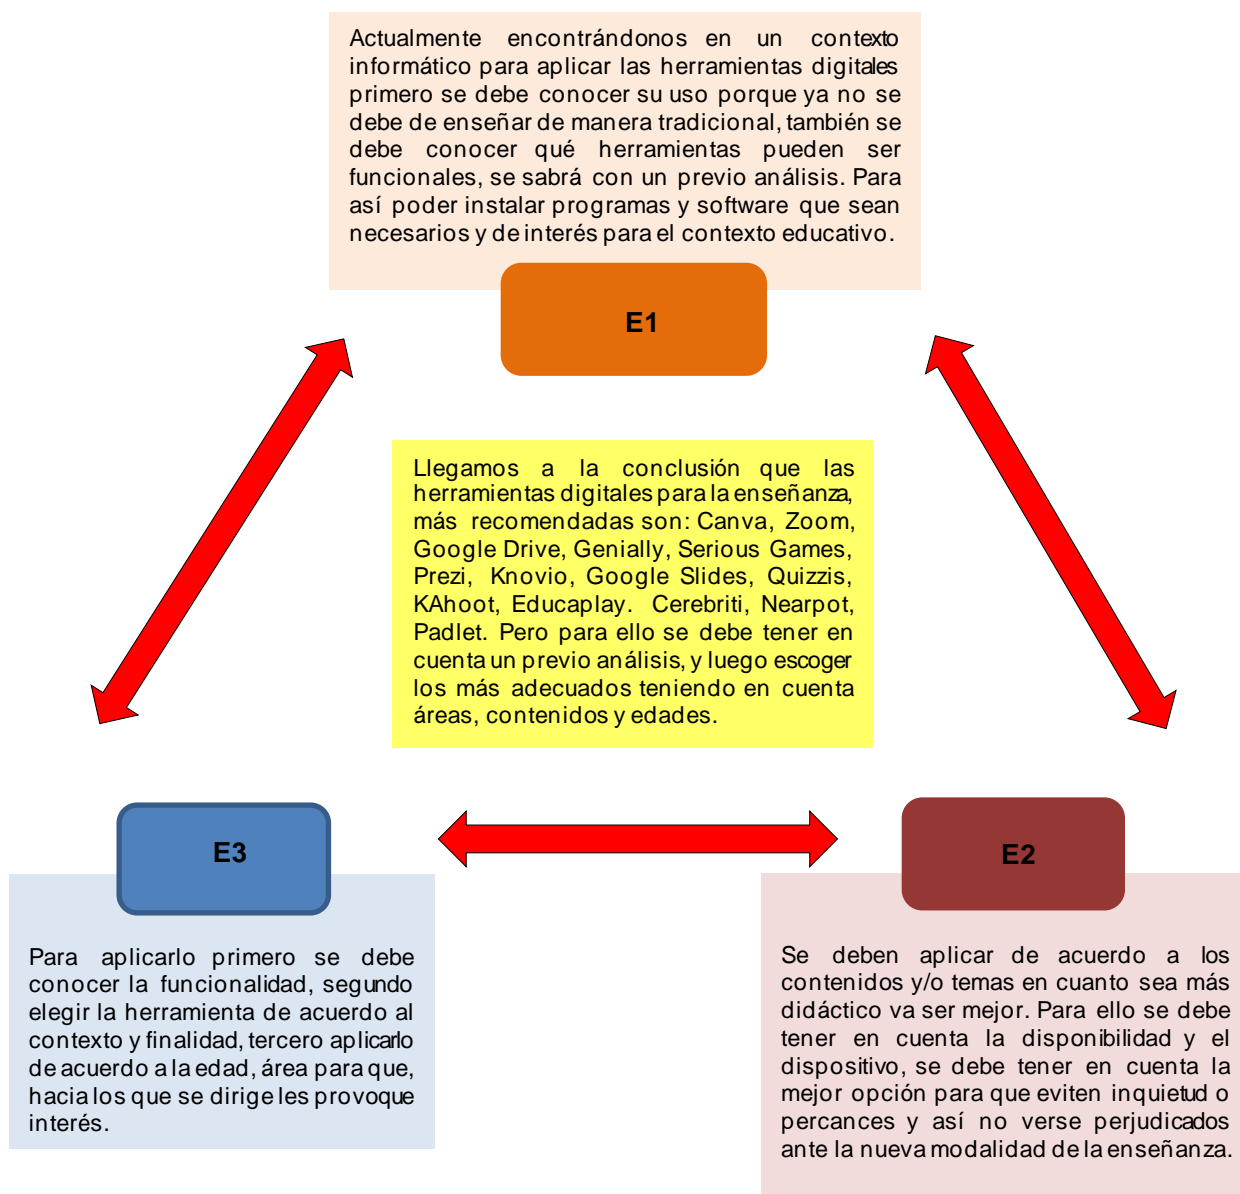 Actualmente encontrándonos en un contexto
informático para aplicar las herramientas digitales
primero se debe conocer su uso porque ya no se
debe de enseñar de manera tradicional, también se
debe conocer qué herramientas pueden ser
funcionales, se sabrá con un previo análisis. Para
así poder instalar programas y software que sean
necesarios y de interés para el contexto educativo.
E1
Llegamos a la conclusión que las
herramientas digitales para la enseñanza,
más recomendadas son: Canva, Zoom,
Google Drive, Genially, Serious Games,
Prezi, Knovio, Google Slides, Quizzis,
KAhoot, Educaplay. Cerebriti, Nearpot,
Padlet. Pero para ello se debe tener en
cuenta un previo análisis, y luego escoger
los más adecuados teniendo en cuenta
áreas, contenidos y edades.
E3
Para aplicarlo primero se debe
conocer la funcionalidad, segundo
elegir la herramienta de acuerdo al
contexto y finalidad, tercero aplicarlo
de acuerdo a la edad, área para que,
hacia los que se dirige les provoque
interés.
E2
Se deben aplicar de acuerdo a los
contenidos y/o temas en cuanto sea más
didáctico va ser mejor. Para ello se debe
tener en cuenta la disponibilidad y el
dispositivo, se debe tener en cuenta la
mejor opción para que eviten inquietud o
percances y así no verse perjudicados
ante la nueva modalidad de la enseñanza.